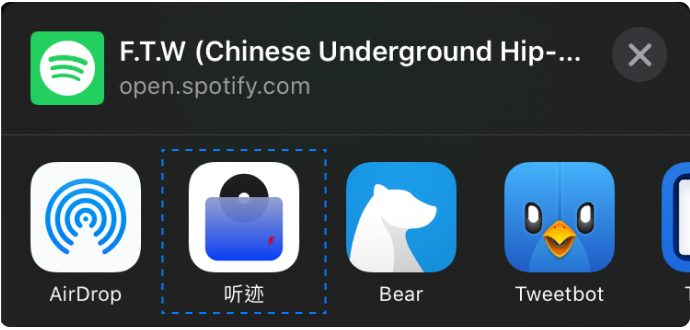 F.T.W (Chinese Underground Hip-...
open.spotify.com
AirDrop
听迹
Bear
Tweetbot